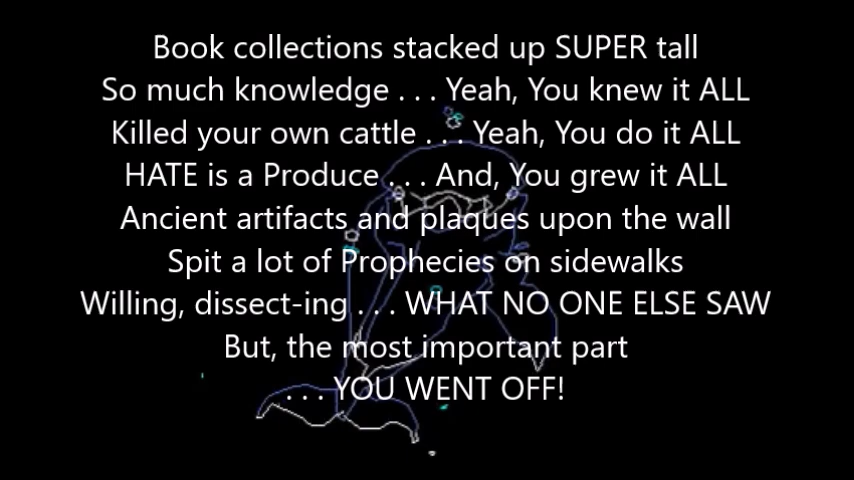 Book collections stacked up SUPER tall
So much knowledge . . . Yeah, You knew it ALL
Killed your own cattle . . . Yeah, You do it ALL
HATE is a Produce . . . And, You grew it ALL
Ancient artifacts and plaques upon the wall
Spit a lot of Prophecies on sidewalks
Willing, dissect-ing . . . WHAT NO ONE ELSE SAW
But, the most important part
. . . YOU WENT OFF!